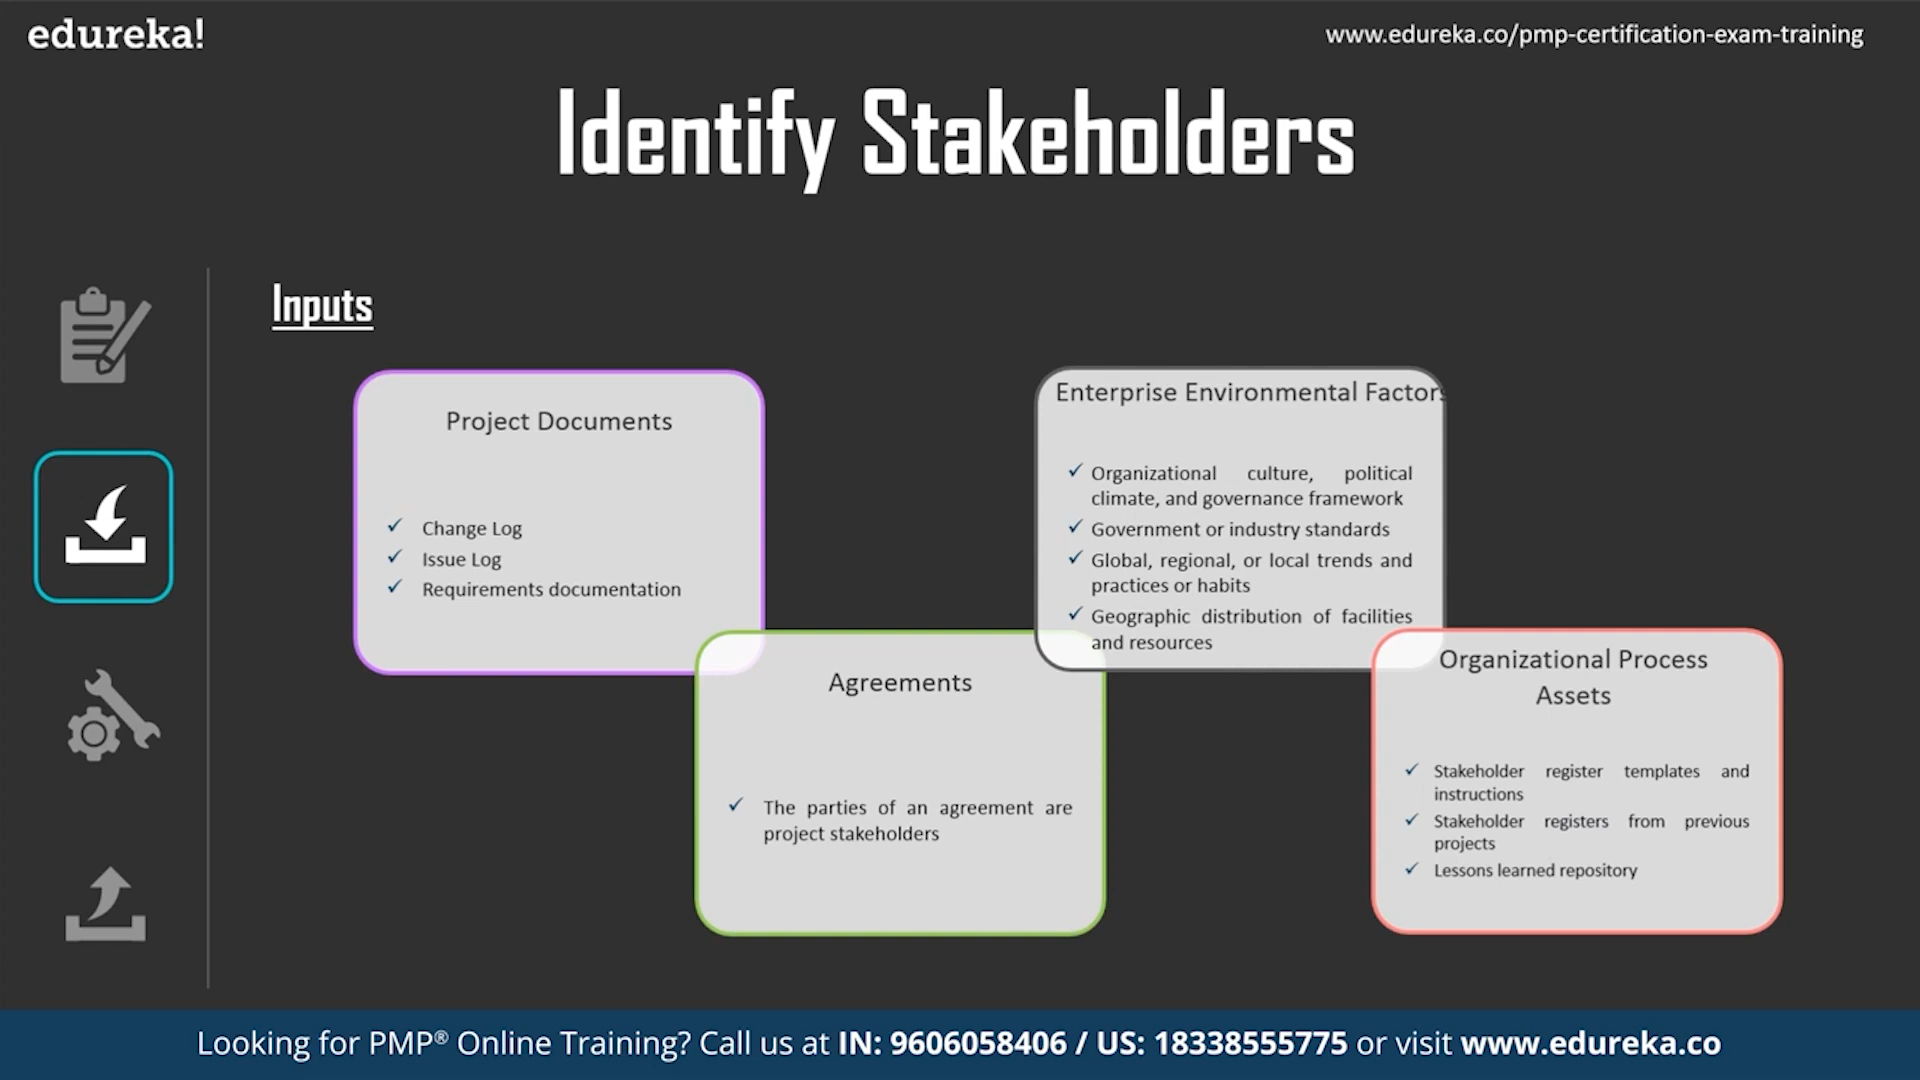 edureka!
www.edureka.co/pmp-certification-exam-training
Identify Stakeholders
Inputs
Project Documents
✓ Change Log
✓ Issue Log
✓ Requirements documentation
Agreements
✓ The parties of an agreement are
project stakeholders
Enterprise Environmental Factors
✓ Organizational culture, political
climate, and governance framework
✓ Government or industry standards
✓ Global, regional, or local trends and
practices or habits
✓ Geographic distribution of facilities
and resources
Organizational Process
Assets
✓ Stakeholder register templates and
instructions
✓ Stakeholder registers from previous
projects
✓ Lessons learned repository
Looking for PMP® Online Training? Call us at IN: 9606058406 / US: 18338555775 or visit www.edureka.co